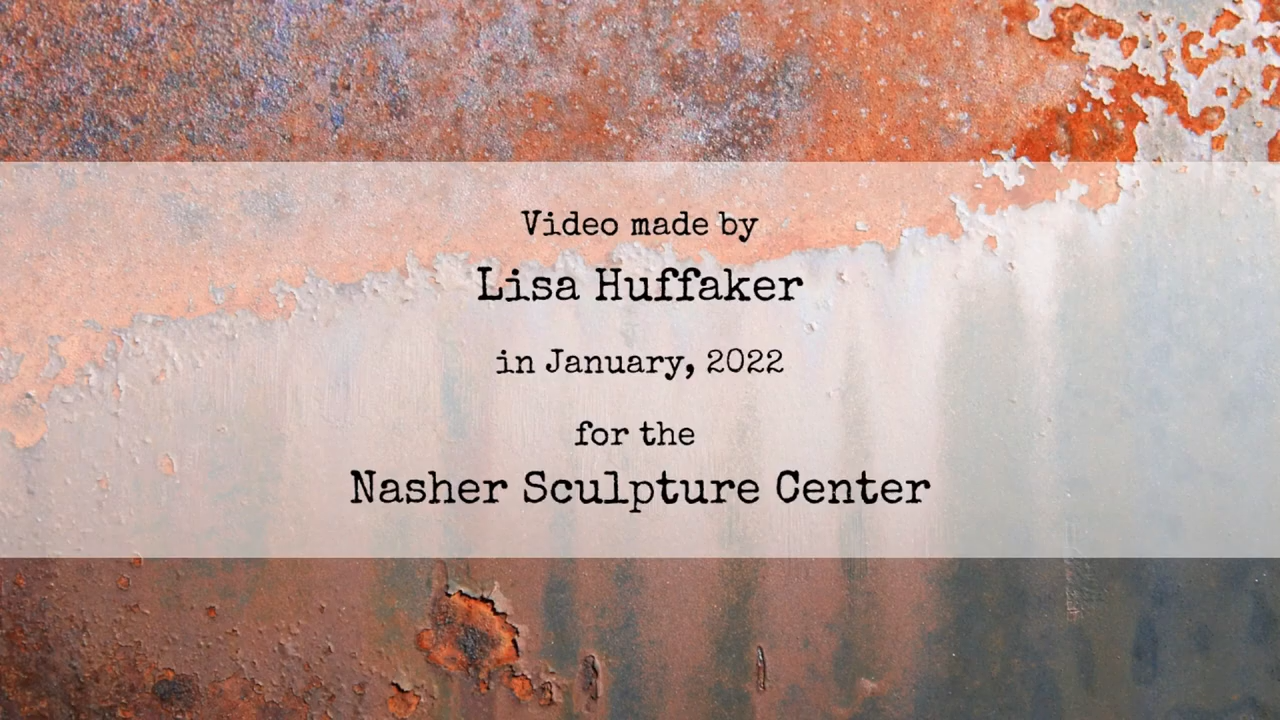 Video made by
Lisa Huffaker
in January, 2022
for the
Nasher Sculpture Center